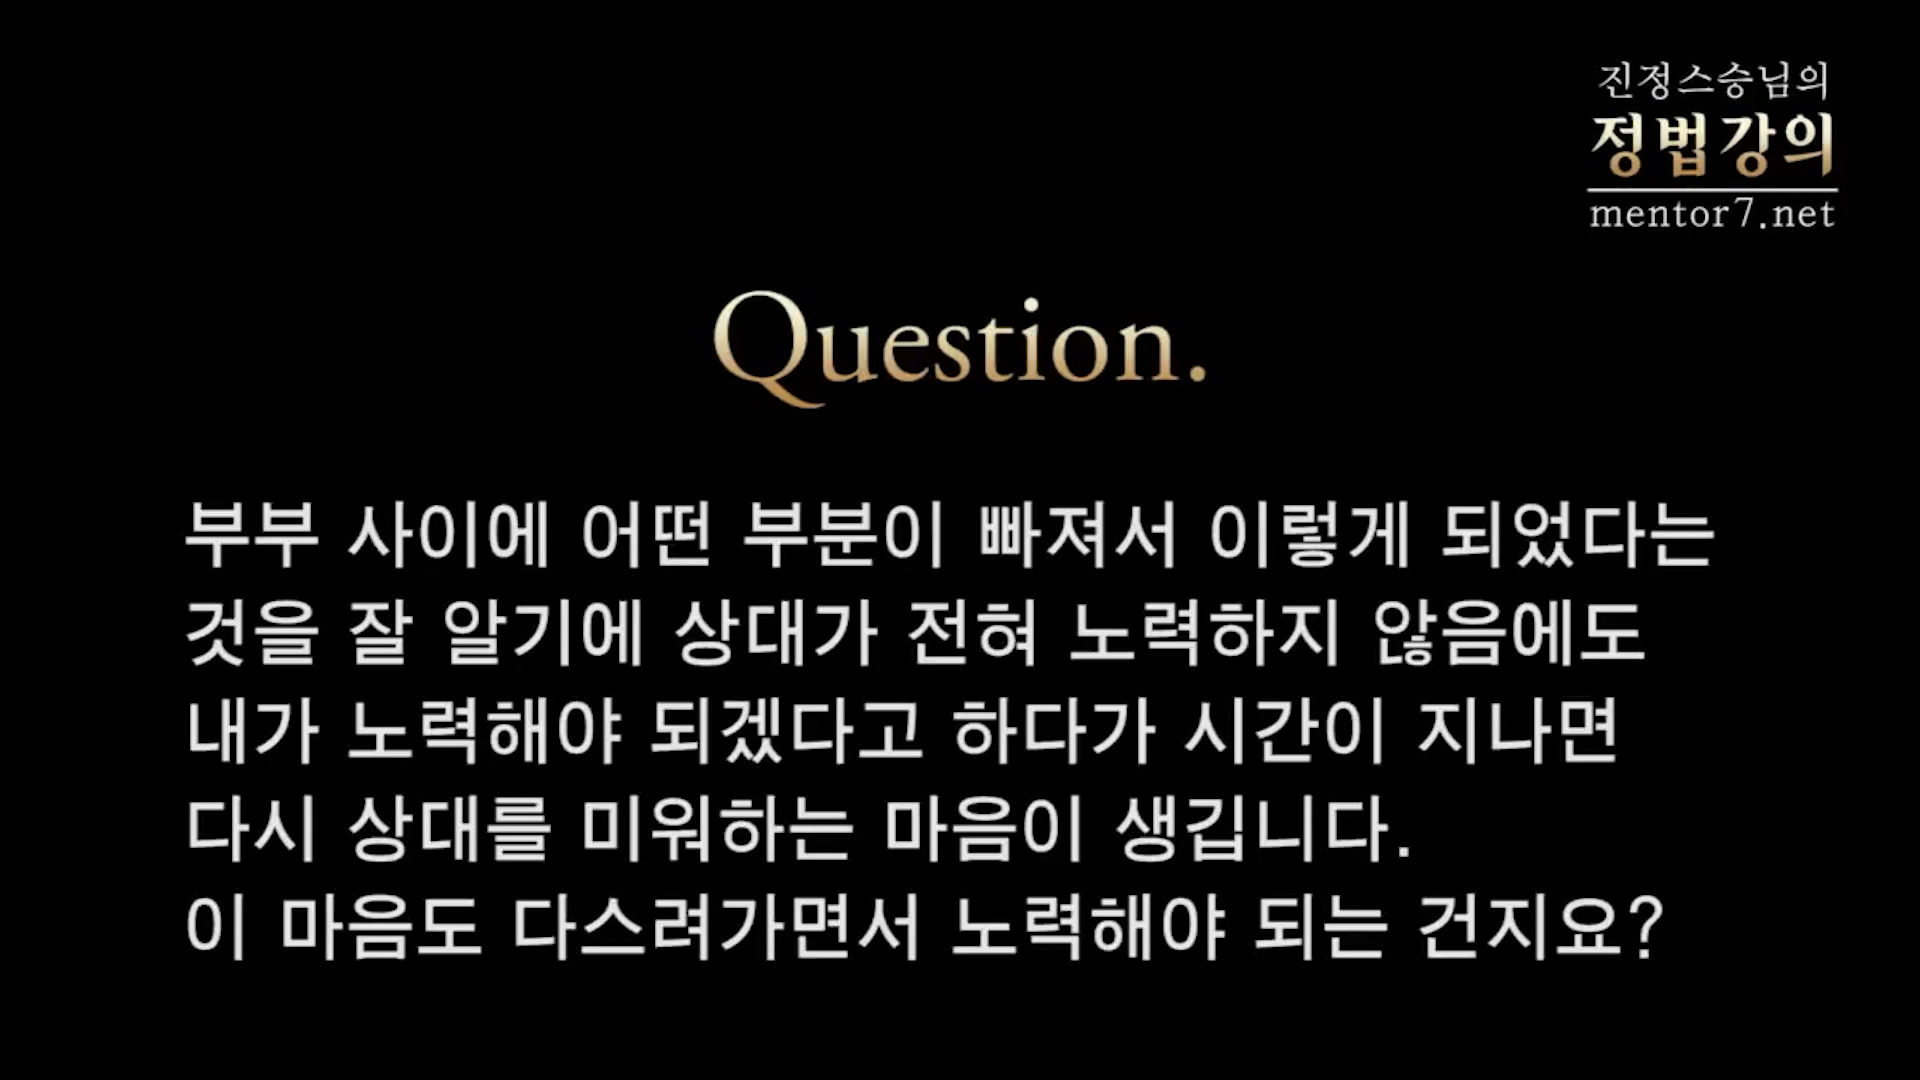 진정스승님의
정법강의
mentor7.net
Question.
부부 사이에 어떤 부분이 빠져서 이렇게 되었다는
것을 잘 알기에 상대가 전혀 노력하지 않음에도
내가 노력해야 되겠다고 하다가 시간이 지나면
다시 상대를 미워하는 마음이 생깁니다.
이 마음도 다스려가면서 노력해야 되는 건지요?